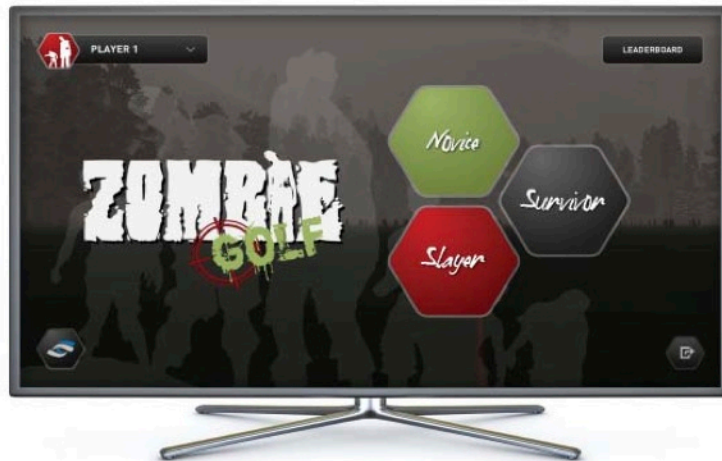 PLAYER 1
LEADERBOARD
Novice
Survivor
Slayer
ZOMBIE
GOLF